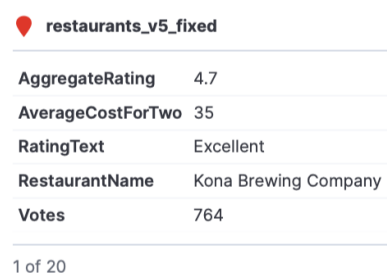 restaurants_v5_fixed
AggregateRating 4.7
AverageCostForTwo 35
RatingText Excellent
RestaurantName Kona Brewing Company
Votes 764
1 of 20